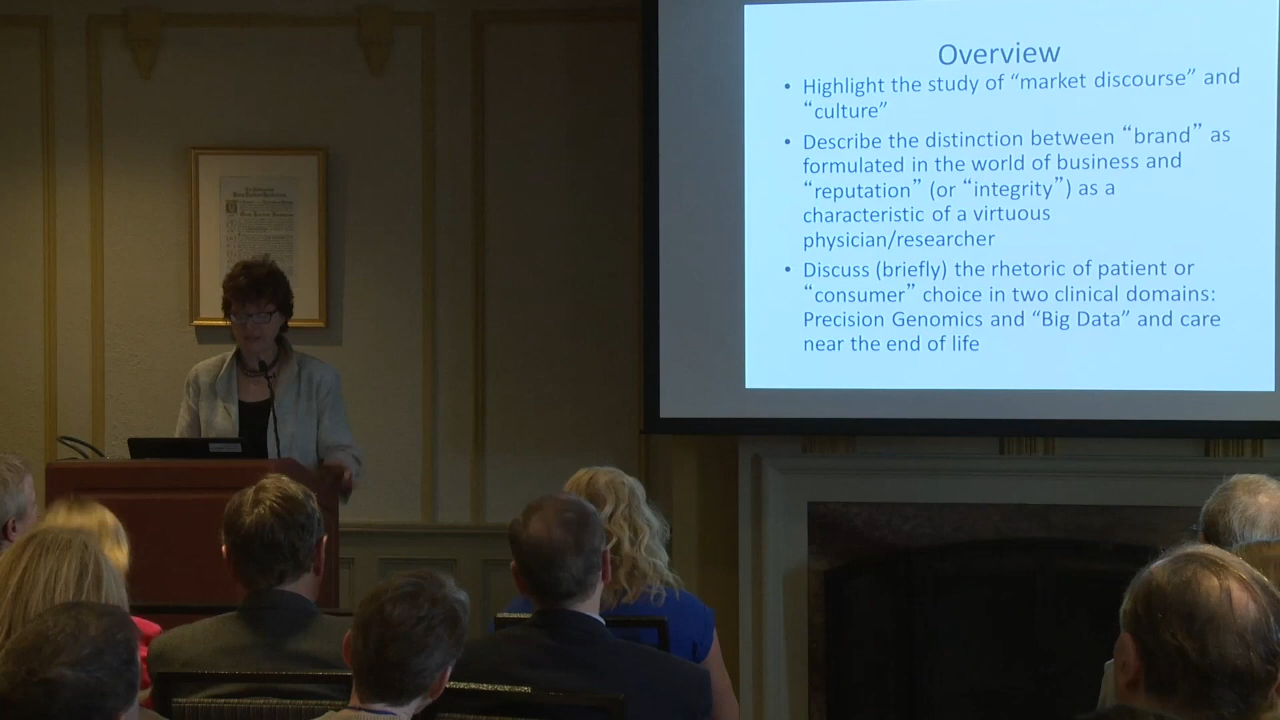 Overview
• Highlight the study of “market discourse” and
“culture”
• Describe the distinction between “brand” as
formulated in the world of business and
“reputation” (or “integrity”) as a
characteristic of a virtuous
physician/researcher
• Discuss (briefly) the rhetoric of patient or
“consumer” choice in two clinical domains:
Precision Genomics and “Big Data” and care
near the end of life